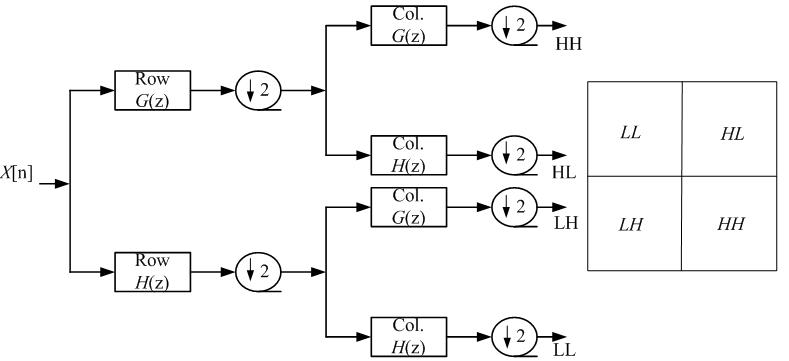 Col.
G(z)
↓ 2
HH
Row
G(z)
↓ 2
Col.
H(z)
↓ 2
HL
X[n]
Col.
G(z)
↓ 2
LH
Row
H(z)
↓ 2
Col.
H(z)
↓ 2
LL
LL
HL
LH
HH